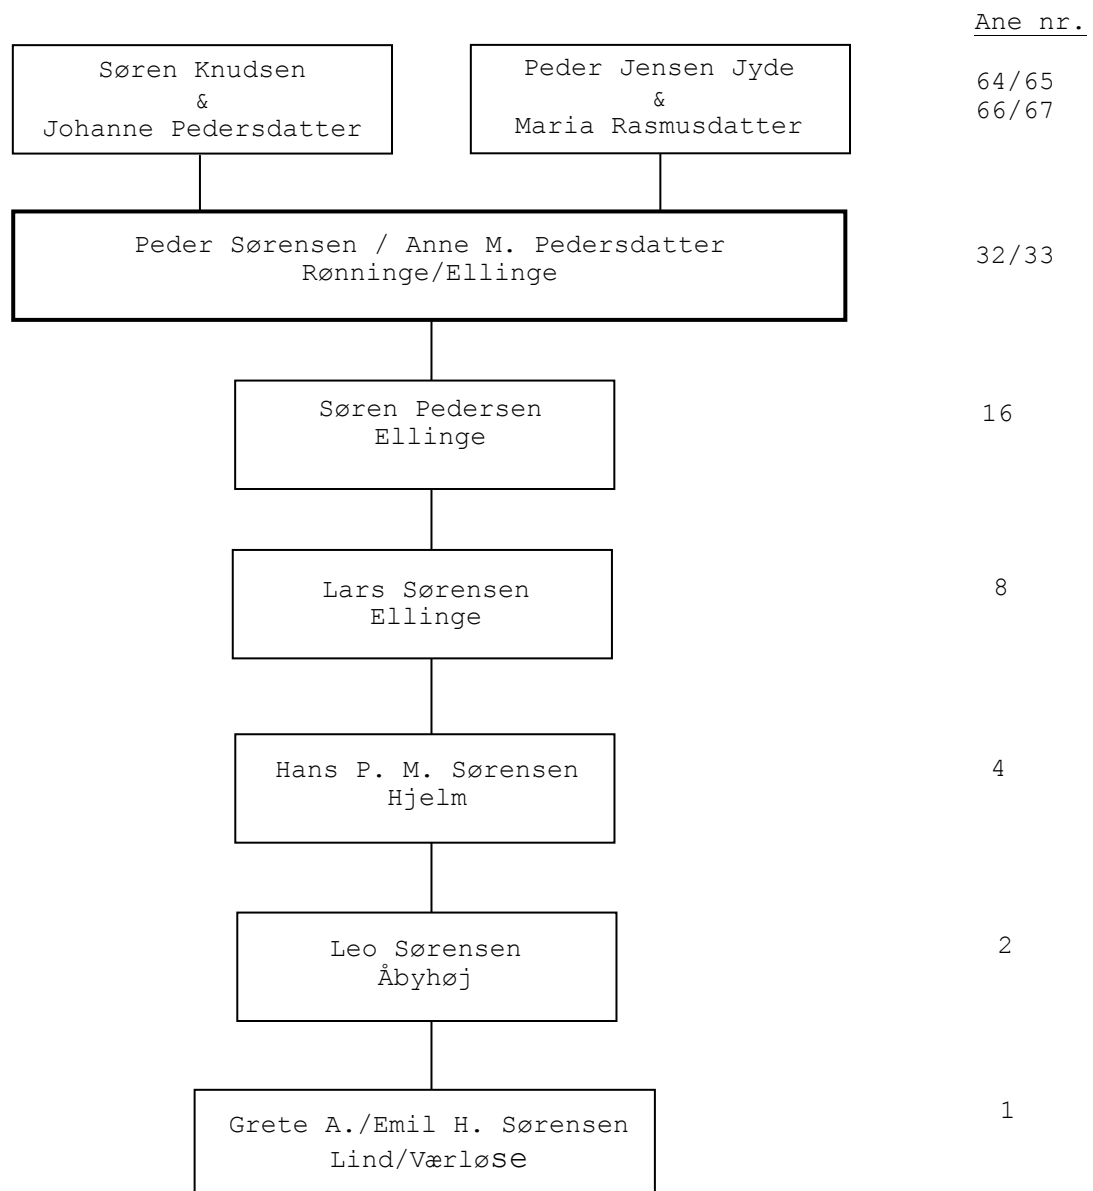 Ane nr.
Søren Knudsen
&
Johanne Pedersdatter
Peder Jensen Jyde
&
Maria Rasmusdatter
64/65
66/67
Peder Sørensen / Anne M. Pedersdatter
Rønninge/Ellinge
32/33
Søren Pedersen
Ellinge
16
Lars Sørensen
Ellinge
8
Hans P. M. Sørensen
Hjelm
4
Leo Sørensen
Åbyhøj
2
Grete A./Emil H. Sørensen
Lind/Værløse
1